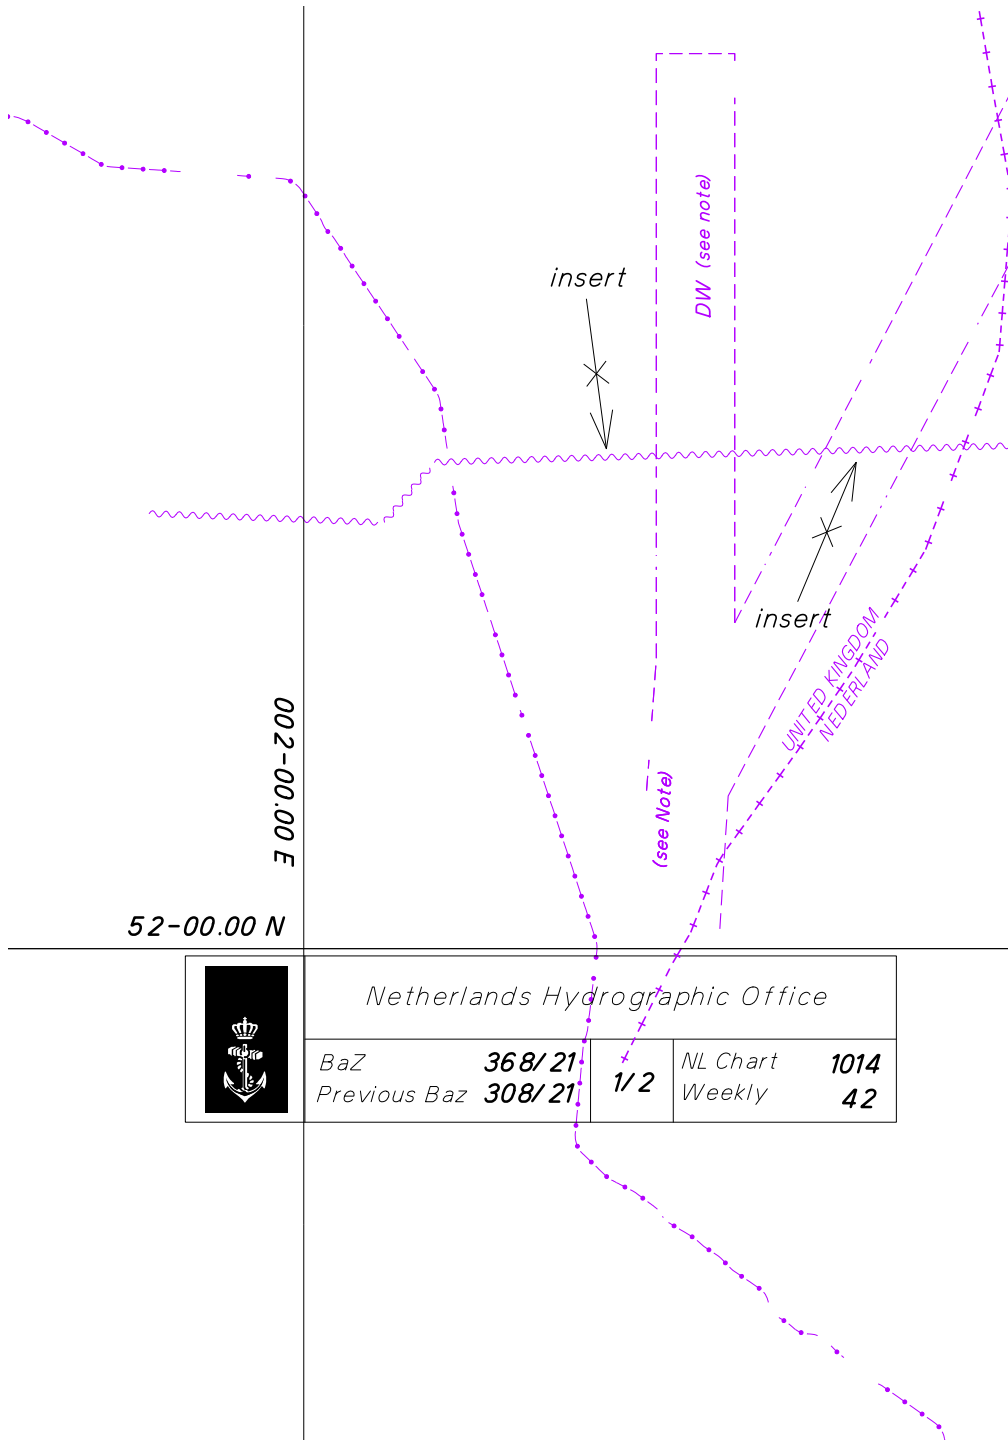 DW (see note)
insert
insert
UNITED KINGDOM
NEDERLAND
002-00.00 E
(see Note)
52-00.00 N
Netherlands Hydrographic Office
BaZ 368/21
Previous Baz 308/21
1/2
NL Chart 1014
Weekly 42